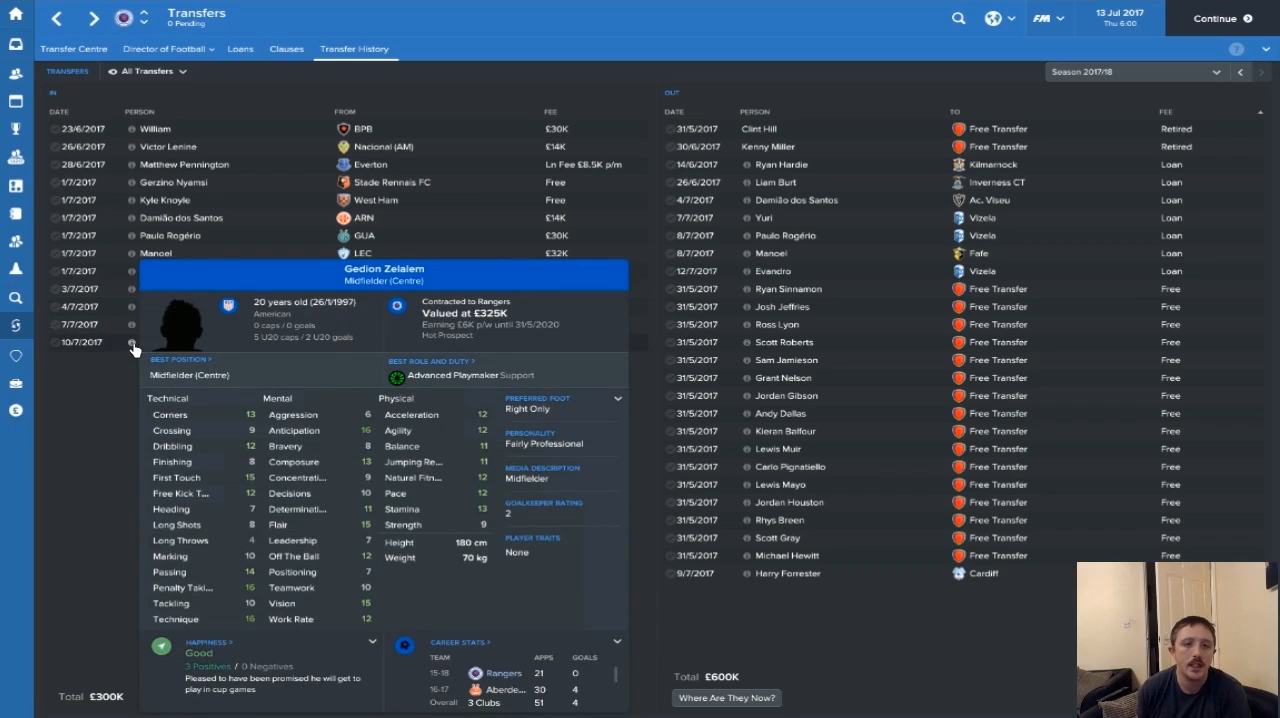 Transfers
0 Pending
FM
13 Jul 2017
Thu 6:00
Continue
Transfer Centre Director of Football Loans Clauses Transfer History
TRANSFERS All Transfers Season 2017/18
IN
DATE PERSON FROM FEE
23/6/2017 William BPB £30K
26/6/2017 Victor Lenine Nacional (AM) £14K
28/6/2017 Matthew Pennington Everton Ln Fee £8.5K p/m
1/7/2017 Gerzino Nyamsi Stade Rennais FC Free
1/7/2017 Kyle Knoyle West Ham Free
1/7/2017 Damião dos Santos ARN £14K
1/7/2017 Paulo Rogério GUA £30K
1/7/2017 Manoel LEC £32K
1/7/2017
3/7/2017
4/7/2017
7/7/2017
10/7/2017
Total £300K
Gedion Zelalem
Midfielder (Centre)
20 years old (26/1/1997)
American
0 caps / 0 goals
5 U20 caps / 2 U20 goals
Contracted to Rangers
Valued at £325K
Earning £6K p/w until 31/5/2020
Hot Prospect
BEST POSITION >
Midfielder (Centre)
BEST ROLE AND DUTY >
Advanced Playmaker Support
Technical Mental Physical
Corners 13 Aggression 6 Acceleration 12
Crossing 9 Anticipation 16 Agility 12
Dribbling 12 Bravery 8 Balance 11
Finishing 8 Composure 13 Jumping Re... 11
First Touch 15 Concentrati... 9 Natural Fitn... 12
Free Kick T... 12 Decisions 10 Pace 12
Heading 7 Determinati... 11 Stamina 13
Long Shots 8 Flair 15 Strength 9
Long Throws 4 Leadership 7 Height 180 cm
Marking 10 Off The Ball 12 Weight 70 kg
Passing 14 Positioning 7
Penalty Taki... 16 Teamwork 10
Tackling 10 Vision 15
Technique 16 Work Rate 12
PREFERRED FOOT
Right Only
PERSONALITY
Fairly Professional
MEDIA DESCRIPTION
Midfielder
GOALKEEPER RATING
2
PLAYER TRAITS
None
HAPPINESS >
Good
3 Positives / 0 Negatives
Pleased to have been promised he will get to
play in cup games
CAREER STATS >
TEAM APPS GOALS
15-18 Rangers 21 0
16-17 Aberde... 30 4
Overall 3 Clubs 51 4
OUT
DATE PERSON TO FEE
31/5/2017 Clint Hill Free Transfer Retired
30/6/2017 Kenny Miller Free Transfer Retired
14/6/2017 Ryan Hardie Kilmarnock Loan
26/6/2017 Liam Burt Inverness CT Loan
4/7/2017 Damião dos Santos Ac. Viseu Loan
7/7/2017 Yuri Vizela Loan
8/7/2017 Paulo Rogério Vizela Loan
8/7/2017 Manoel Fafe Loan
12/7/2017 Evandro Vizela Loan
31/5/2017 Ryan Sinnamon Free Transfer Free
31/5/2017 Josh Jeffries Free Transfer Free
31/5/2017 Ross Lyon Free Transfer Free
31/5/2017 Scott Roberts Free Transfer Free
31/5/2017 Sam Jamieson Free Transfer Free
31/5/2017 Grant Nelson Free Transfer Free
31/5/2017 Jordan Gibson Free Transfer Free
31/5/2017 Andy Dallas Free Transfer Free
31/5/2017 Kieran Balfour Free Transfer Free
31/5/2017 Lewis Muir Free Transfer Free
31/5/2017 Carlo Pignatiello Free Transfer Free
31/5/2017 Lewis Mayo Free Transfer Free
31/5/2017 Jordan Houston Free Transfer Free
31/5/2017 Rhys Breen Free Transfer Free
31/5/2017 Scott Gray Free Transfer Free
31/5/2017 Michael Hewitt Free Transfer Free
9/7/2017 Harry Forrester Cardiff
Total £600K
Where Are They Now?